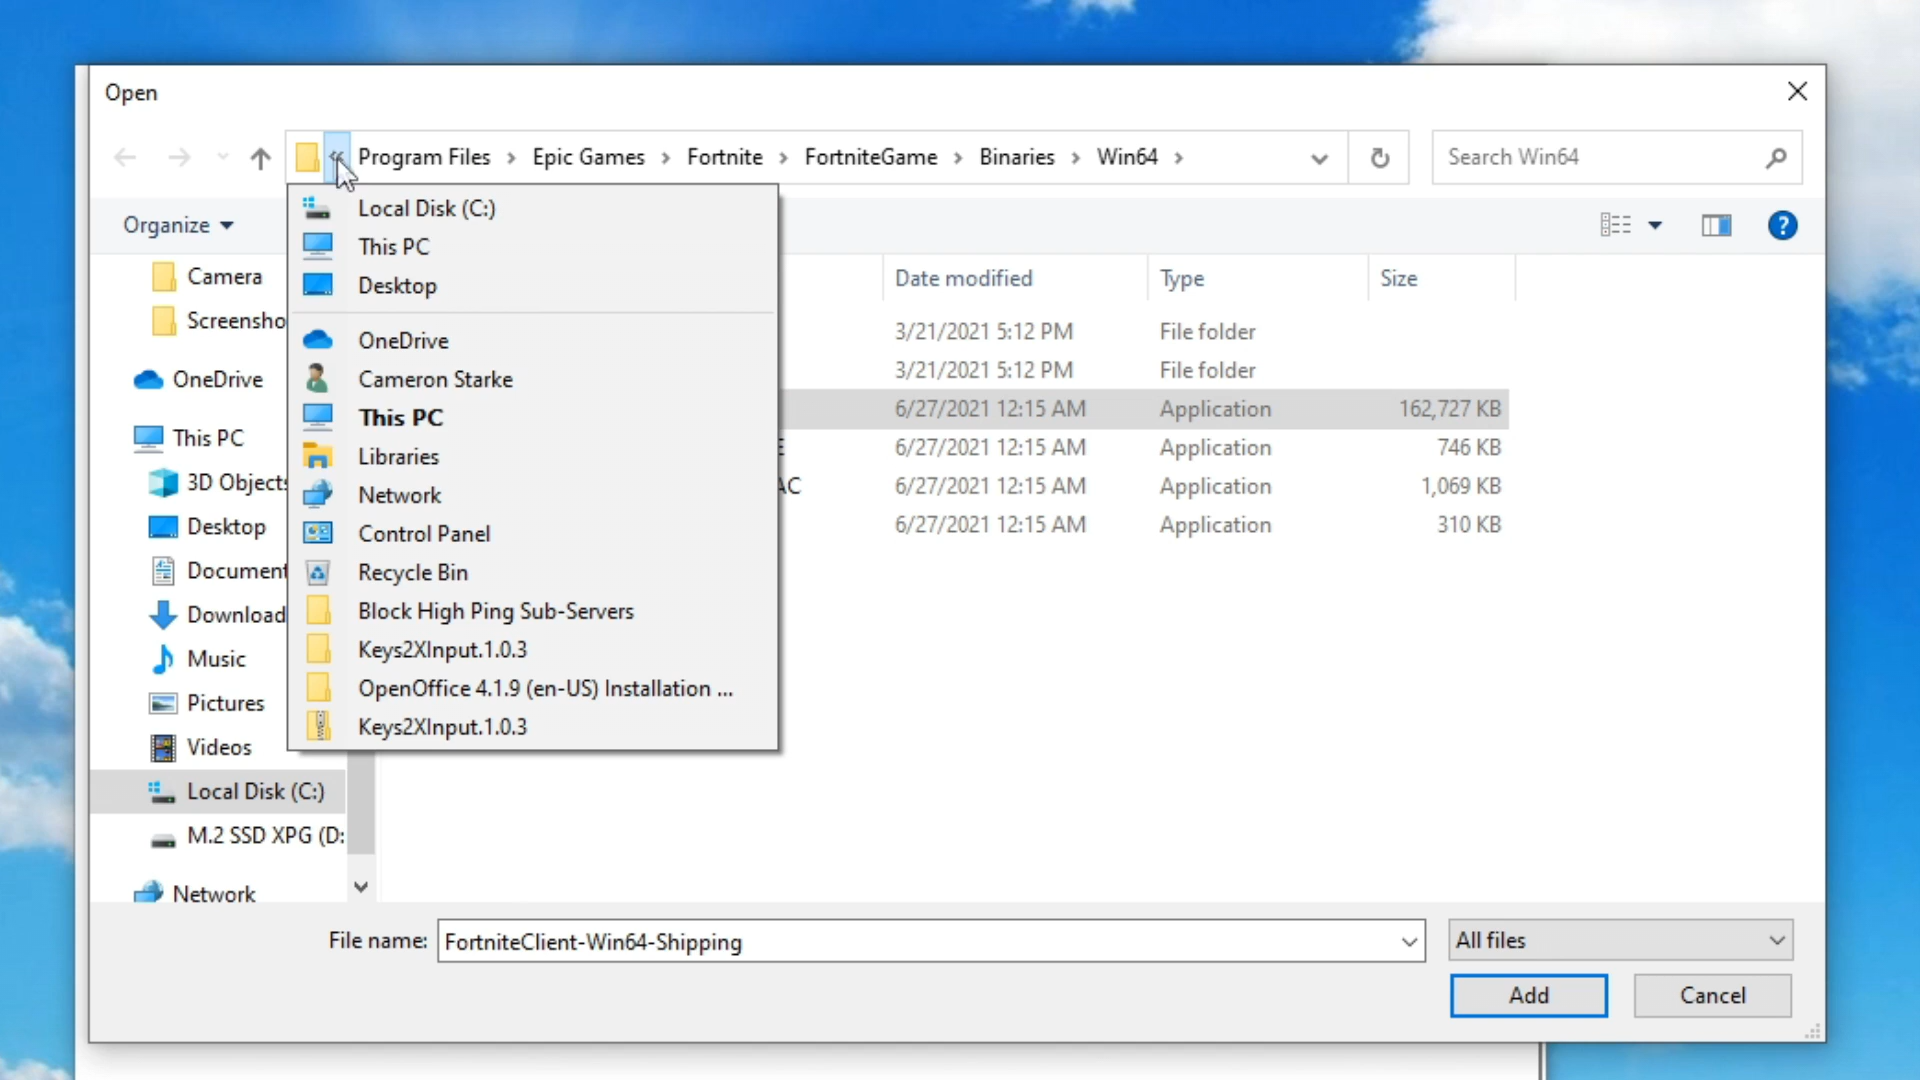 Open
« Program Files > Epic Games > Fortnite > FortniteGame > Binaries > Win64 >
Search Win64
Organize
Local Disk (C:)
This PC
Desktop
OneDrive
Cameron Starke
This PC
Libraries
Network
Control Panel
Recycle Bin
Block High Ping Sub-Servers
Keys2XInput.1.0.3
OpenOffice 4.1.9 (en-US) Installation ...
Keys2XInput.1.0.3
Camera
Screensho
OneDrive
This PC
3D Objects
Desktop
Document
Download
Music
Pictures
Videos
Local Disk (C:)
M.2 SSD XPG (D:
Network
Date modified Type Size
3/21/2021 5:12 PM File folder
3/21/2021 5:12 PM File folder
6/27/2021 12:15 AM Application 162,727 KB
6/27/2021 12:15 AM Application 746 KB
AC 6/27/2021 12:15 AM Application 1,069 KB
6/27/2021 12:15 AM Application 310 KB
File name: FortniteClient-Win64-Shipping
All files
Add Cancel